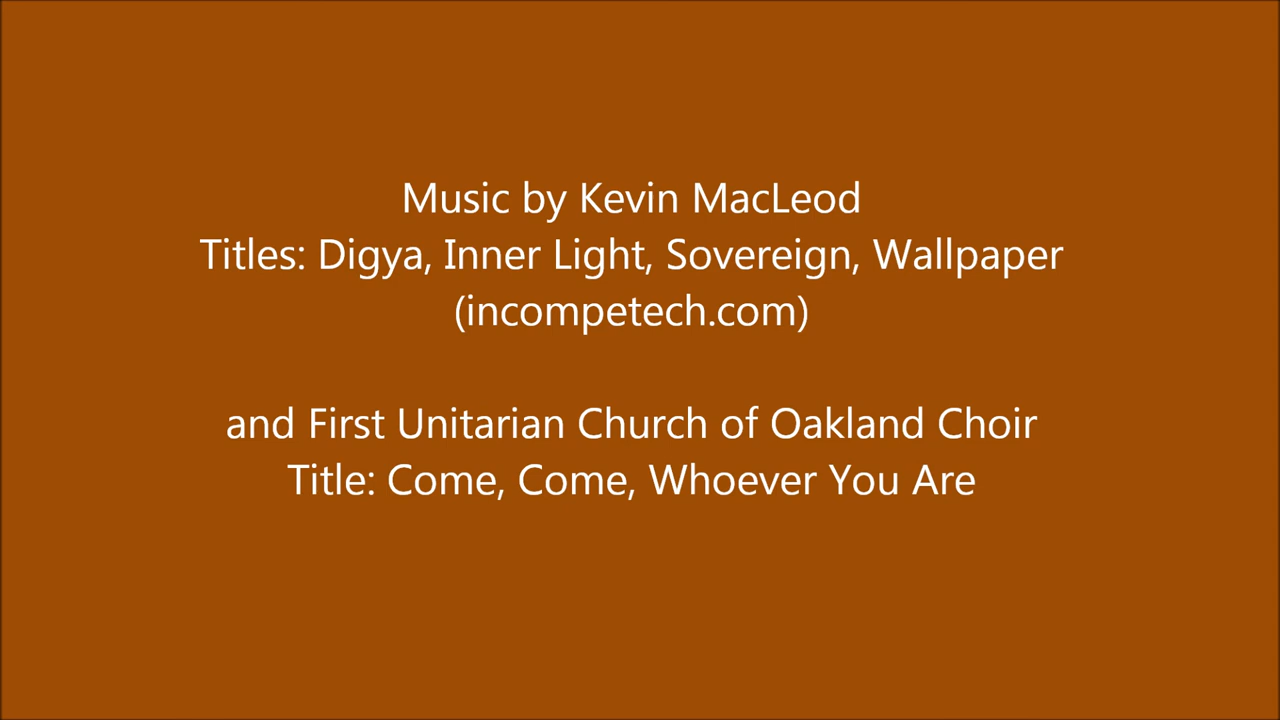 Music by Kevin MacLeod
Titles: Digya, Inner Light, Sovereign, Wallpaper
(incompetech.com)
and First Unitarian Church of Oakland Choir
Title: Come, Come, Whoever You Are